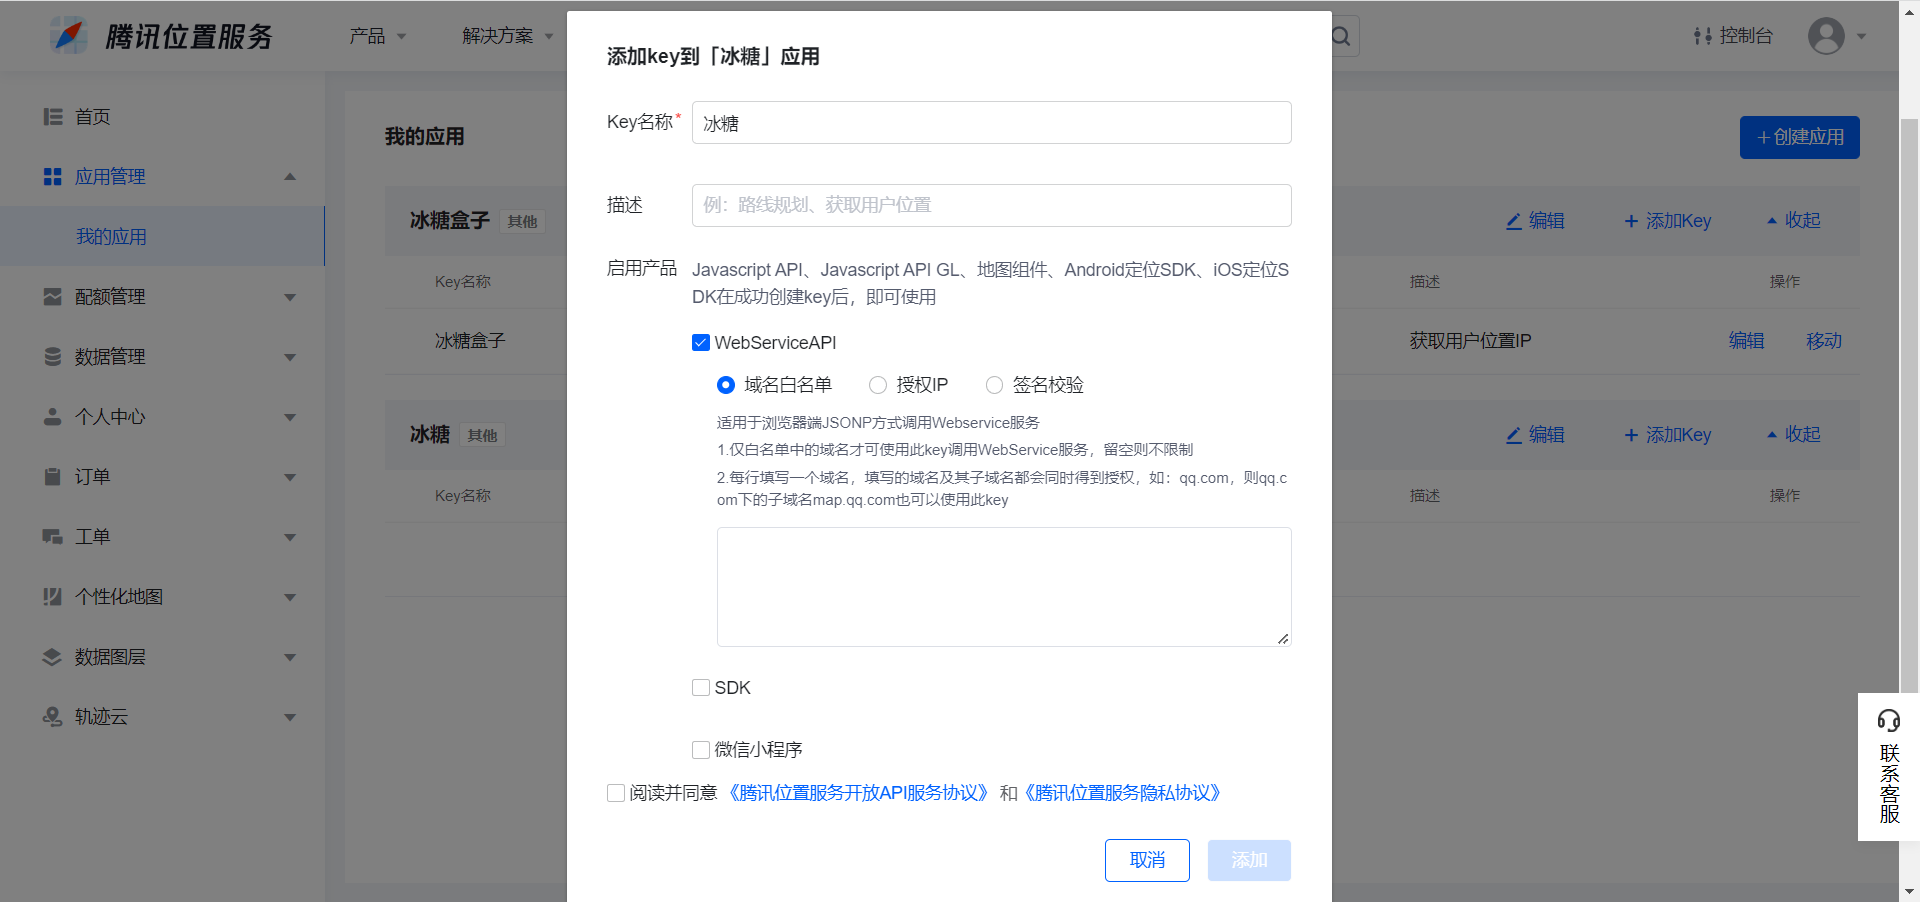 腾讯位置服务
产品
解决方案
控制台
首页
应用管理
我的应用
配额管理
数据管理
个人中心
订单
工单
个性化地图
数据图层
轨迹云
我的应用
+创建应用
冰糖盒子 其他
编辑 + 添加Key 收起
Key名称 描述 操作
冰糖盒子 获取用户位置IP 编辑 移动
冰糖 其他
编辑 + 添加Key 收起
Key名称 描述 操作
添加key到「冰糖」应用
Key名称* 冰糖
描述 例：路线规划、获取用户位置
启用产品 Javascript API、Javascript API GL、地图组件、Android定位SDK、iOS定位S
DK在成功创建key后，即可使用
WebServiceAPI
域名白名单 授权IP 签名校验
适用于浏览器端JSONP方式调用Webservice服务
1.仅白名单中的域名才可使用此key调用WebService服务，留空则不限制
2.每行填写一个域名，填写的域名及其子域名都会同时得到授权，如：qq.com，则qq.c
om下的子域名map.qq.com也可以使用此key
SDK
微信小程序
阅读并同意《腾讯位置服务开放API服务协议》 和《腾讯位置服务隐私协议》
取消 添加
联系客服